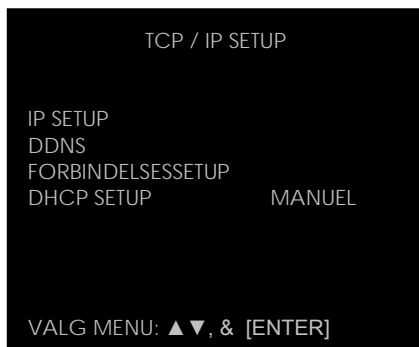 TCP / IP SETUP
IP SETUP
DDNS
FORBINDELSESSETUP
DHCP SETUP MANUEL
VALG MENU: ▲▼, & [ENTER]